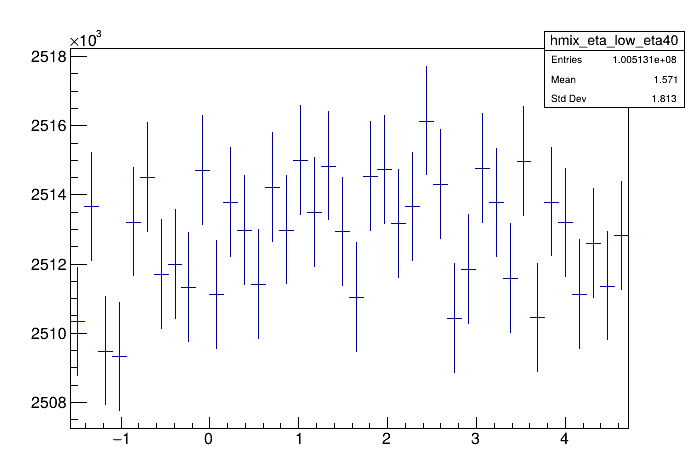 ×10³
hmix_eta_low_eta40
Entries 1.005131e+08
Mean 1.571
Std Dev 1.813
2518
2516
2514
2512
2510
2508
−1 0 1 2 3 4